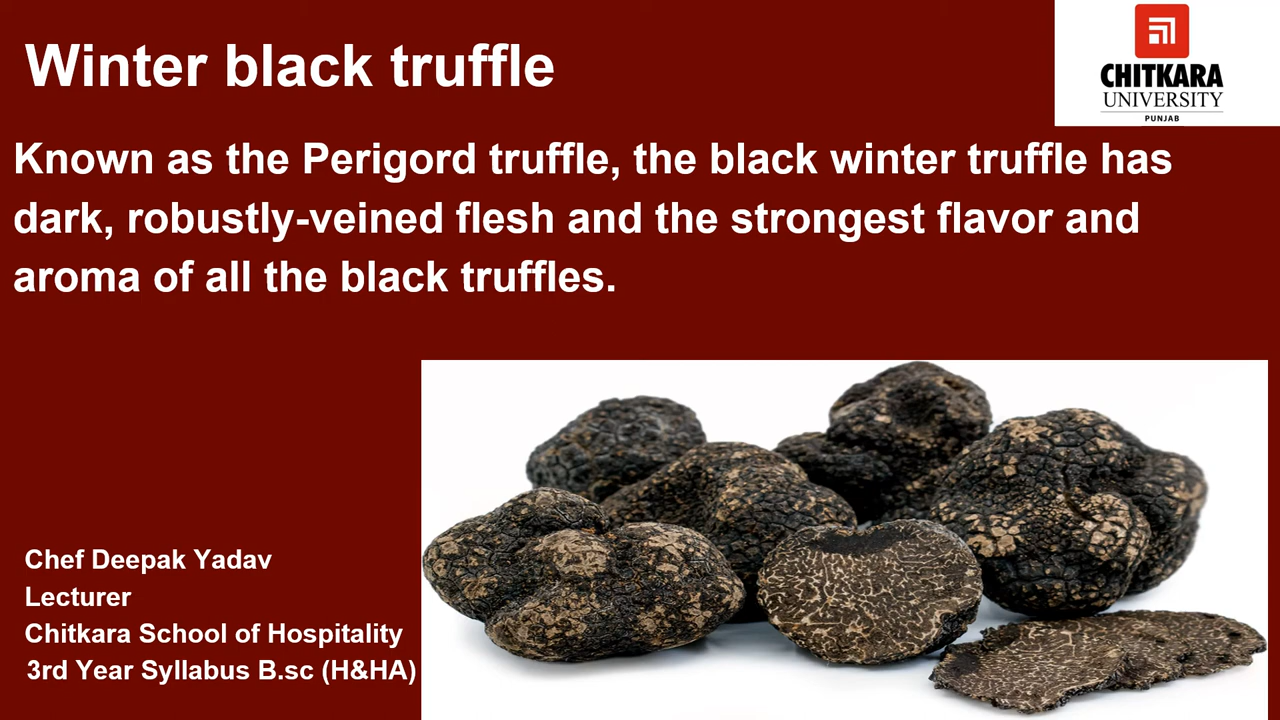 Winter black truffle
CHITKARA
UNIVERSITY
PUNJAB
Known as the Perigord truffle, the black winter truffle has
dark, robustly-veined flesh and the strongest flavor and
aroma of all the black truffles.
Chef Deepak Yadav
Lecturer
Chitkara School of Hospitality
3rd Year Syllabus B.sc (H&HA)